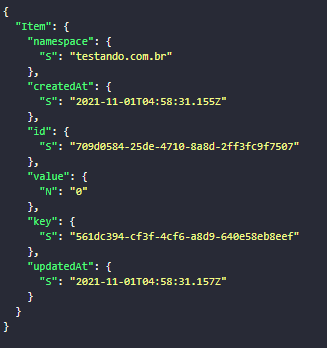 {
"Item": {
"namespace": {
"S": "testando.com.br"
},
"createdAt": {
"S": "2021-11-01T04:58:31.155Z"
},
"id": {
"S": "709d0584-25de-4710-8a8d-2ff3fc9f7507"
},
"value": {
"N": "0"
},
"key": {
"S": "561dc394-cf3f-4cf6-a8d9-640e58eb8eef"
},
"updatedAt": {
"S": "2021-11-01T04:58:31.157Z"
}
}
}